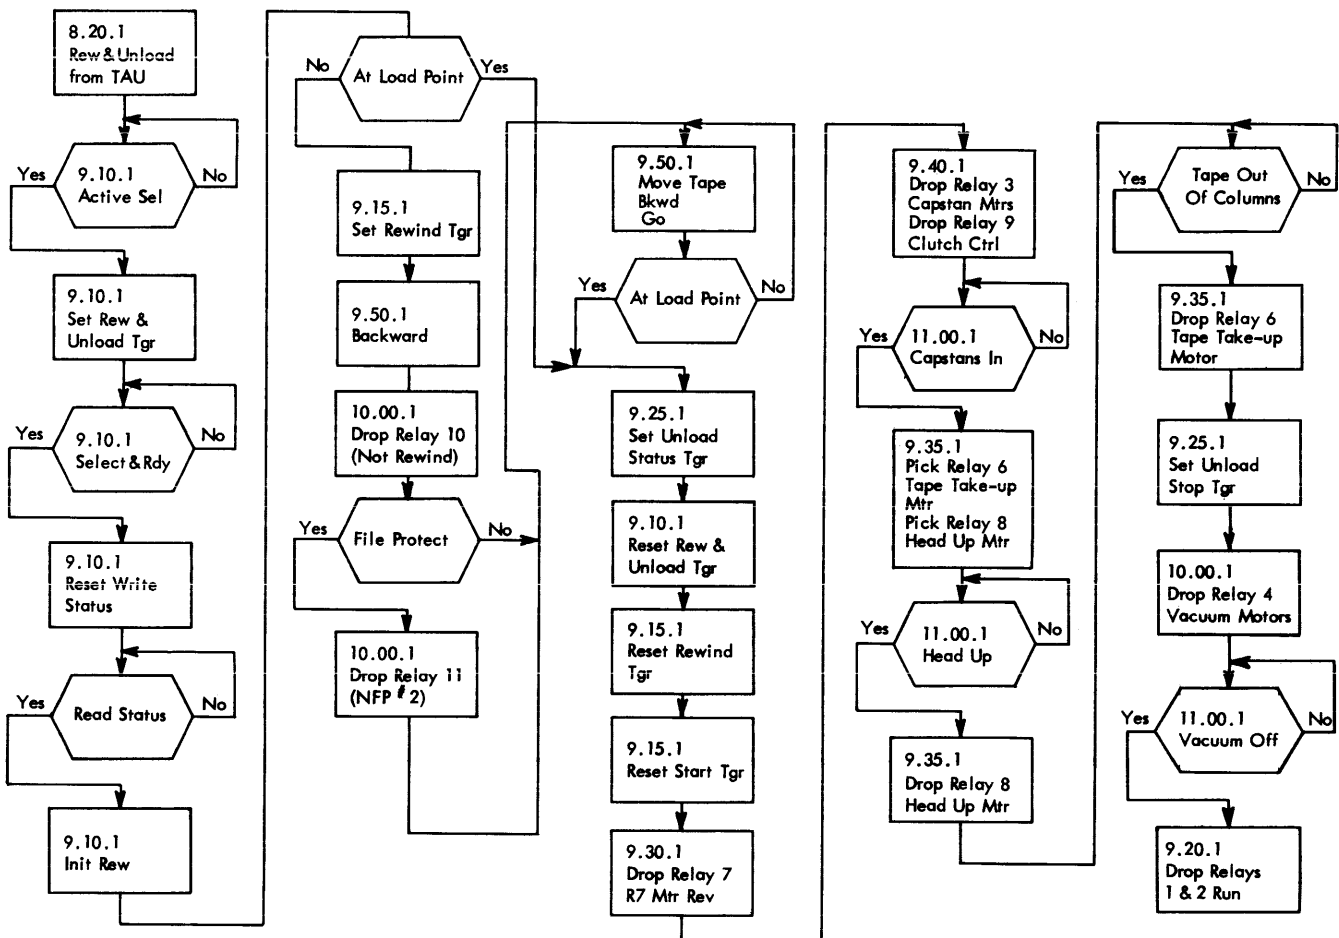 8.20.1
Rew & Unload
from TAU
Yes
9.10.1
Active Sel
No
9.10.1
Set Rew &
Unload Tgr
Yes
9.10.1
Select & Rdy
No
9.10.1
Reset Write
Status
Yes
Read Status
No
9.10.1
Init Rew
No
At Load Point
Yes
9.15.1
Set Rewind Tgr
9.50.1
Backward
10.00.1
Drop Relay 10
(Not Rewind)
Yes
File Protect
No
10.00.1
Drop Relay 11
(NFP #2)
9.50.1
Move Tape
Bkwd
Go
Yes
At Load Point
No
9.25.1
Set Unload
Status Tgr
9.10.1
Reset Rew &
Unload Tgr
9.15.1
Reset Rewind
Tgr
9.15.1
Reset Start Tgr
9.30.1
Drop Relay 7
R7 Mtr Rev
9.40.1
Drop Relay 3
Capstan Mtrs
Drop Relay 9
Clutch Ctrl
Yes
11.00.1
Capstans In
No
9.35.1
Pick Relay 6
Tape Take-up
Mtr
Pick Relay 8
Head Up Mtr
Yes
11.00.1
Head Up
No
9.35.1
Drop Relay 8
Head Up Mtr
Yes
Tape Out
Of Columns
No
9.35.1
Drop Relay 6
Tape Take-up
Motor
9.25.1
Set Unload
Stop Tgr
10.00.1
Drop Relay 4
Vacuum Motors
Yes
11.00.1
Vacuum Off
No
9.20.1
Drop Relays
1 & 2 Run